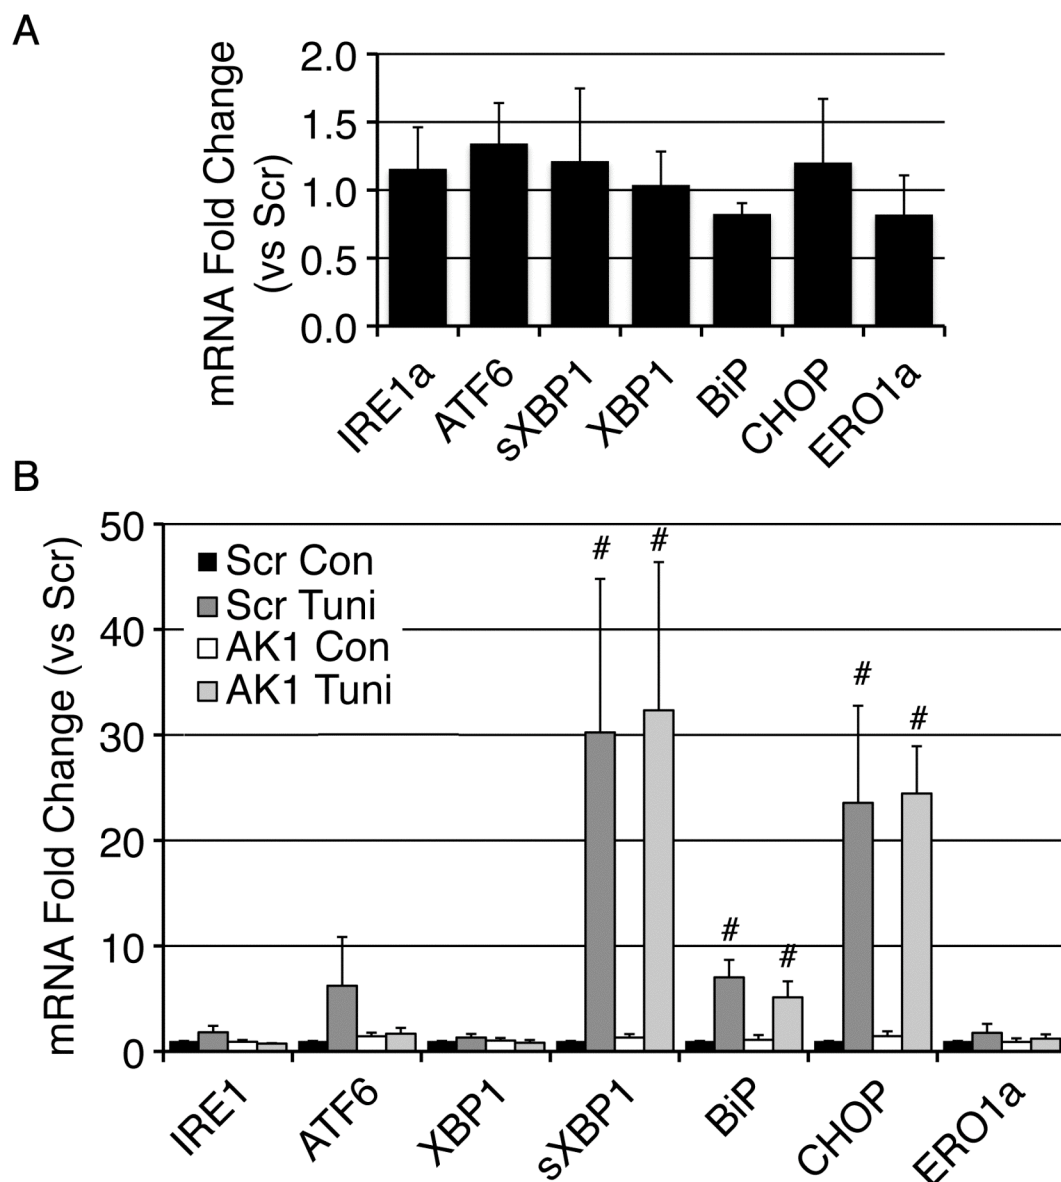 A
mRNA Fold Change
(vs Scr)
2.0
1.5
1.0
0.5
0.0
IRE1a
ATF6
sXBP1
XBP1
BiP
CHOP
ERO1a
B
mRNA Fold Change (vs Scr)
50
40
30
20
10
0
Scr Con
Scr Tuni
AK1 Con
AK1 Tuni
#
#
#
#
#
#
IRE1
ATF6
XBP1
sXBP1
BiP
CHOP
ERO1a